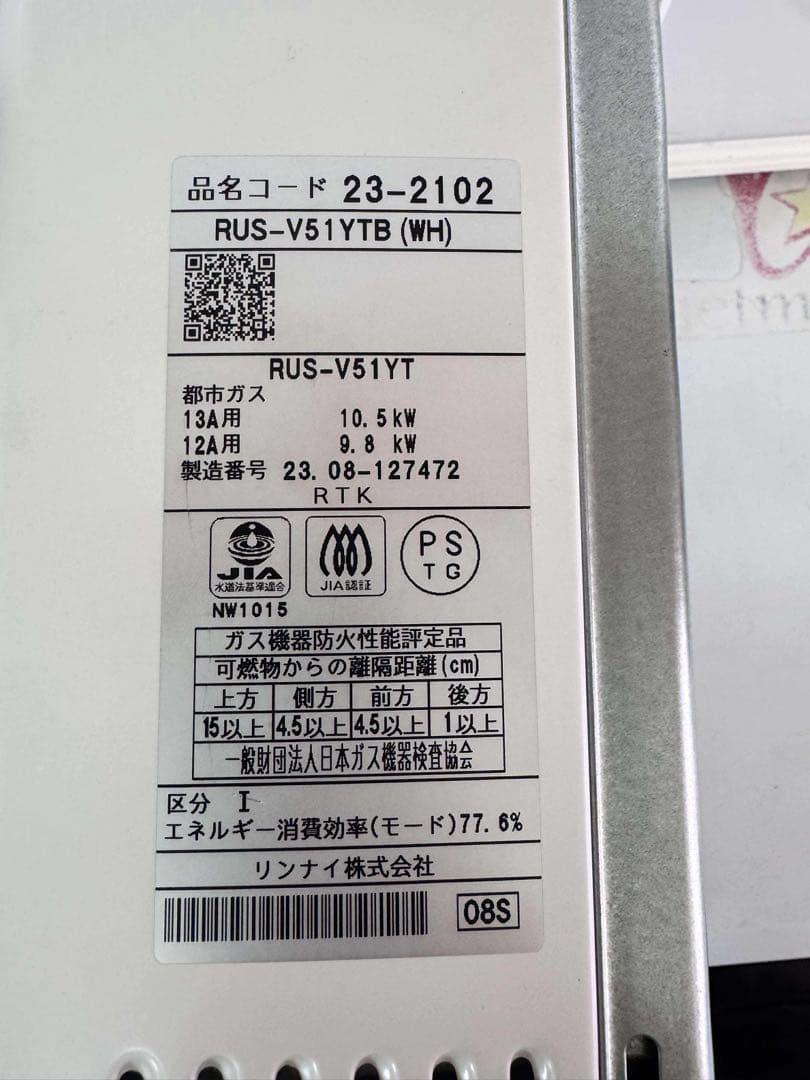 品名コード 23-2102
RUS-V51YTB (WH)
RUS-V51YT
都市ガス
13A用 10.5kW
12A用 9.8 kW
製造番号 23.08-127472
RTK
JIA
水道法基準適合
JIA認証
PS
TG
NW1015
ガス機器防火性能評定品
可燃物からの離隔距離(cm)
上方 側方 前方 後方
15以上 4.5以上 4.5以上 1以上
一般財団法人日本ガス機器検査協会
区分 I
エネルギー消費効率(モード)77.6%
リンナイ株式会社
08S